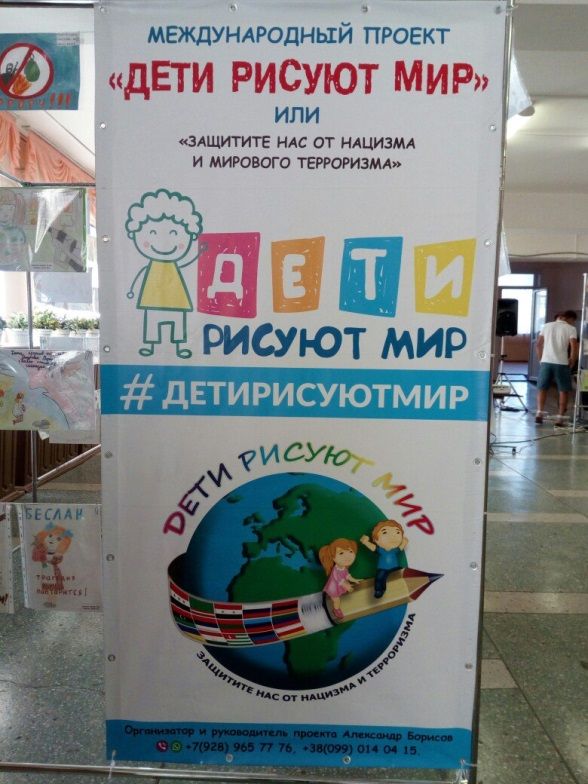 МЕЖДУНАРОДНЫЙ ПРОЕКТ
«ДЕТИ РИСУЮТ МИР»
ИЛИ
«ЗАЩИТИТЕ НАС ОТ НАЦИЗМА
И МИРОВОГО ТЕРРОРИЗМА»
ДЕТИ
РИСУЮТ МИР
# ДЕТИРИСУЮТМИР
ДЕТИ РИСУЮТ МИР
ЗАЩИТИТЕ НАС ОТ НАЦИЗМА И ТЕРРОРИЗМА
Организатор и руководитель проекта Александр Борисов
+7(928) 965 77 76, +38(099) 014 04 15
БЕСЛАН
ТРАГЕДИЯ